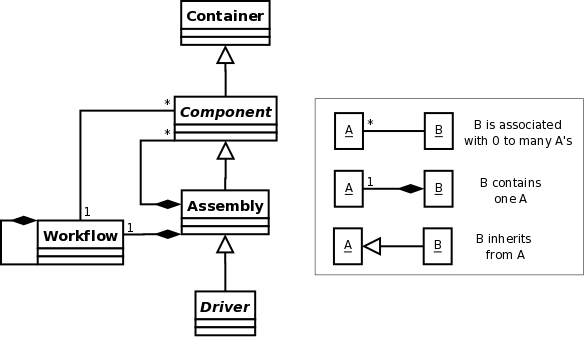 Container
*
Component
*
Assembly
1
1
Workflow
Driver
A
*
B
B is associated
with 0 to many A's
A
1
B
B contains
one A
A
B
B inherits
from A